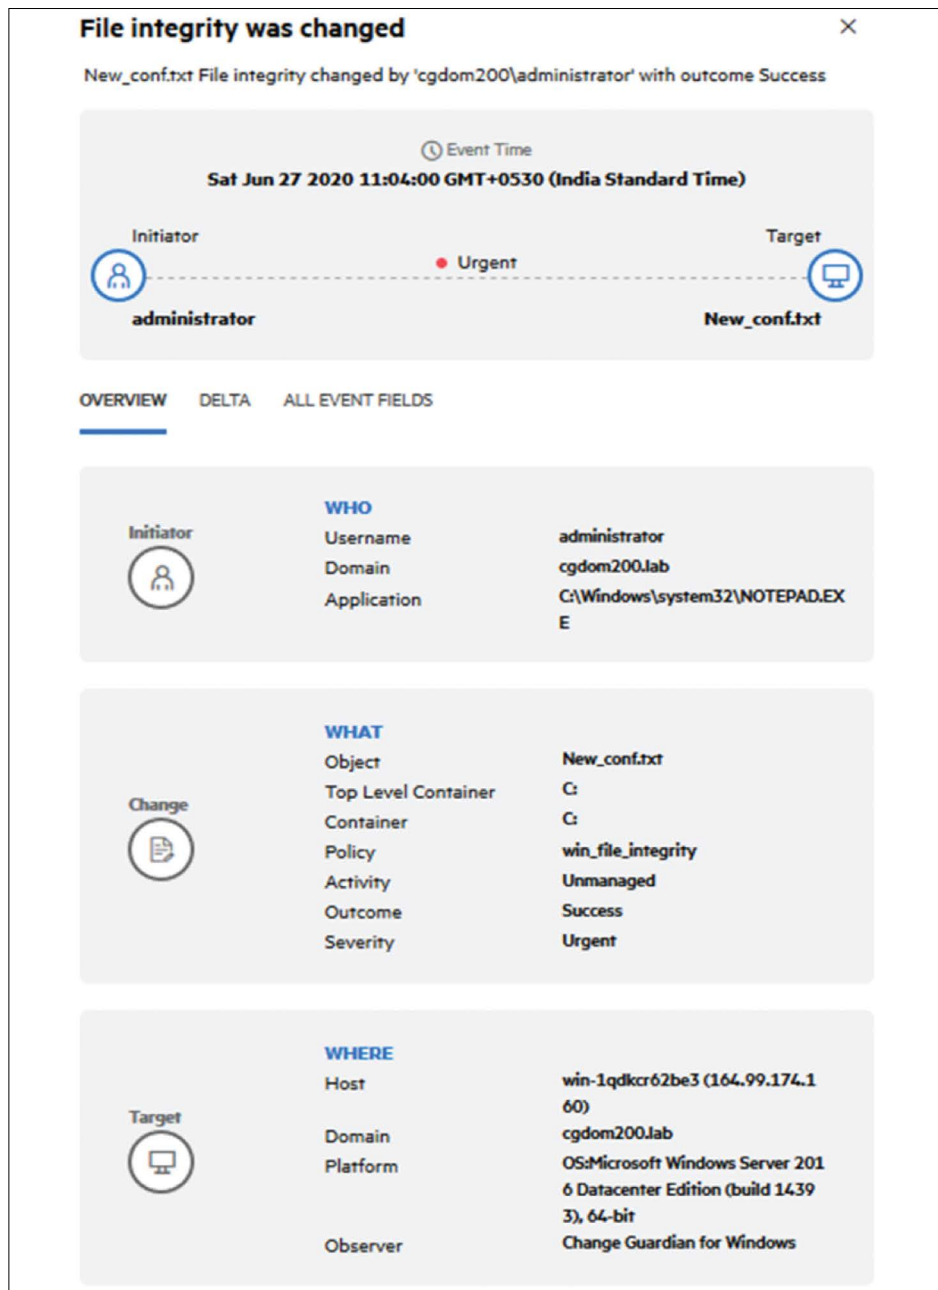 File integrity was changed
New_conf.txt File integrity changed by 'cgdom200\administrator' with outcome Success
Event Time
Sat Jun 27 2020 11:04:00 GMT+0530 (India Standard Time)
Initiator
Target
Urgent
administrator
New_conf.txt
OVERVIEW DELTA ALL EVENT FIELDS
Initiator
WHO
Username administrator
Domain cgdom200.lab
Application C:\Windows\system32\NOTEPAD.EX
E
Change
WHAT
Object New_conf.txt
Top Level Container C:
Container C:
Policy win_file_integrity
Activity Unmanaged
Outcome Success
Severity Urgent
Target
WHERE
Host win-1qdkcr62be3 (164.99.174.1
60)
Domain cgdom200.lab
Platform OS:Microsoft Windows Server 201
6 Datacenter Edition (build 1439
3), 64-bit
Observer Change Guardian for Windows